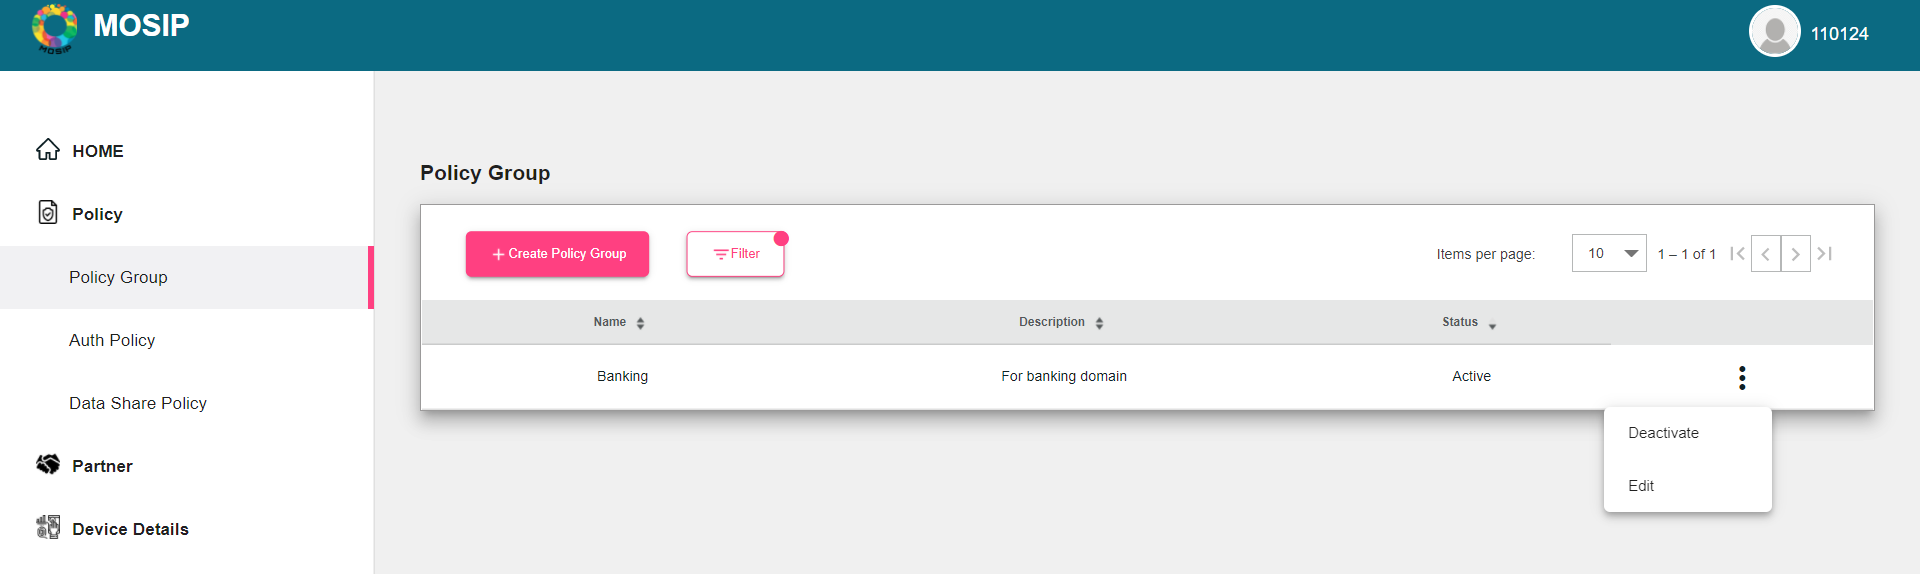 MOSIP
MOSIP
110124
HOME
Policy
Policy Group
Auth Policy
Data Share Policy
Partner
Device Details
Policy Group
+ Create Policy Group
Filter
Items per page: 10 1 – 1 of 1
Name Description Status
Banking For banking domain Active
Deactivate
Edit